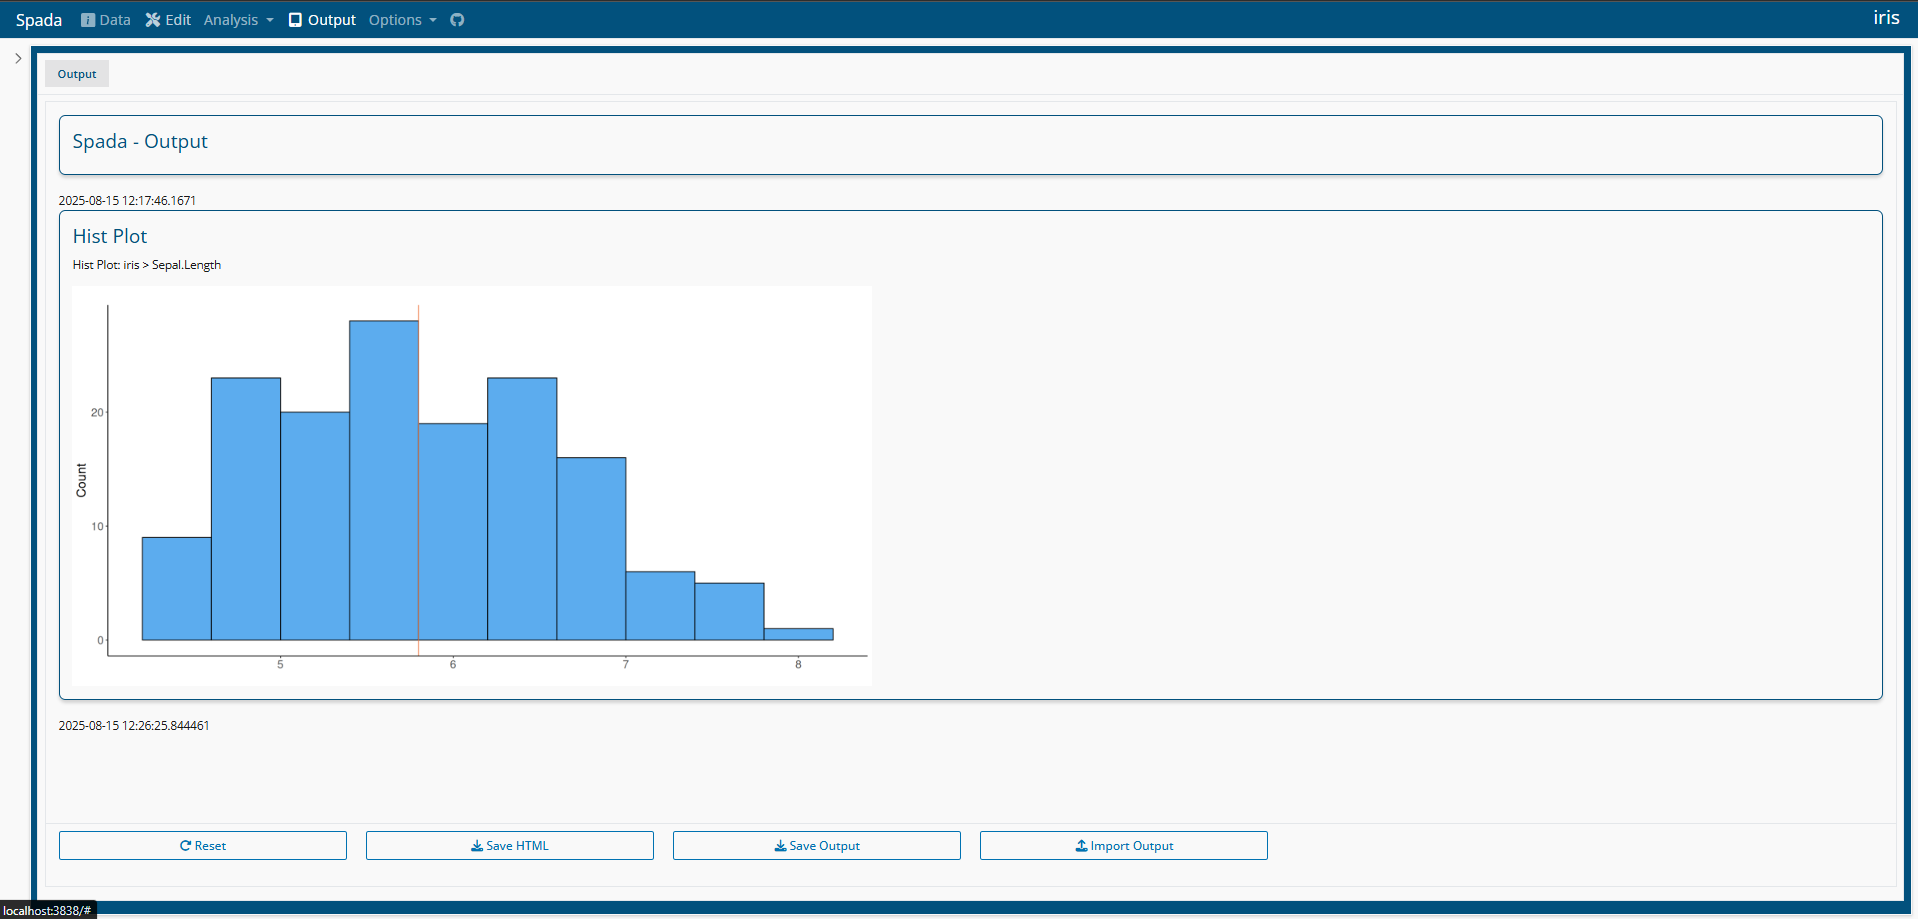 Spada Data Edit Analysis Output Options iris
Output
Spada - Output
2025-08-15 12:17:46.1671
Hist Plot
Hist Plot: iris > Sepal.Length
Count
20
10
0
5 6 7 8
2025-08-15 12:26:25.844461
Reset Save HTML Save Output Import Output
localhost:3838/#